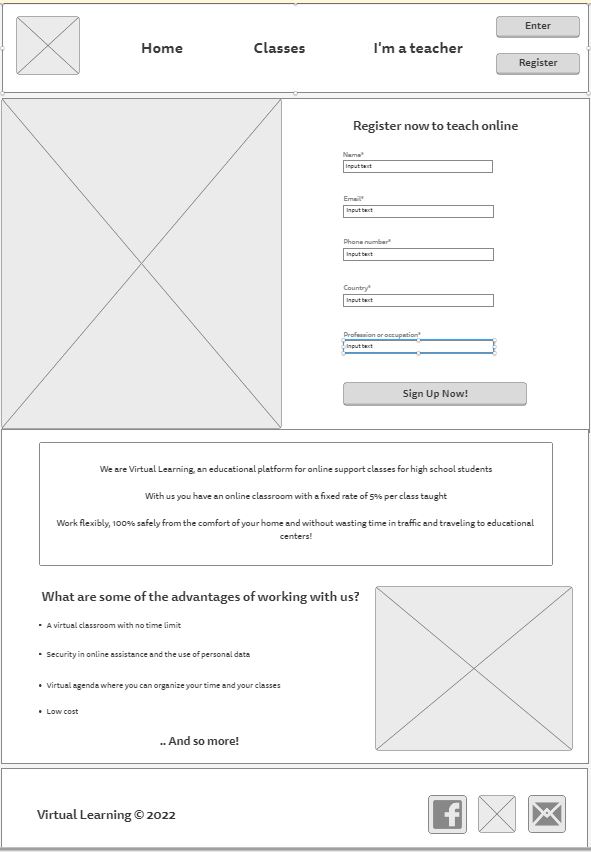 Home
Classes
I'm a teacher
Enter
Register
Register now to teach online
Name*
Input text
Email*
Input text
Phone number*
Input text
Country*
Input text
Profession or occupation*
Input text
Sign Up Now!
We are Virtual Learning, an educational platform for online support classes for high school students
With us you have an online classroom with a fixed rate of 5% per class taught
Work flexibly, 100% safely from the comfort of your home and without wasting time in traffic and traveling to educational
centers!
What are some of the advantages of working with us?
• A virtual classroom with no time limit
• Security in online assistance and the use of personal data
• Virtual agenda where you can organize your time and your classes
• Low cost
.. And so more!
Virtual Learning © 2022